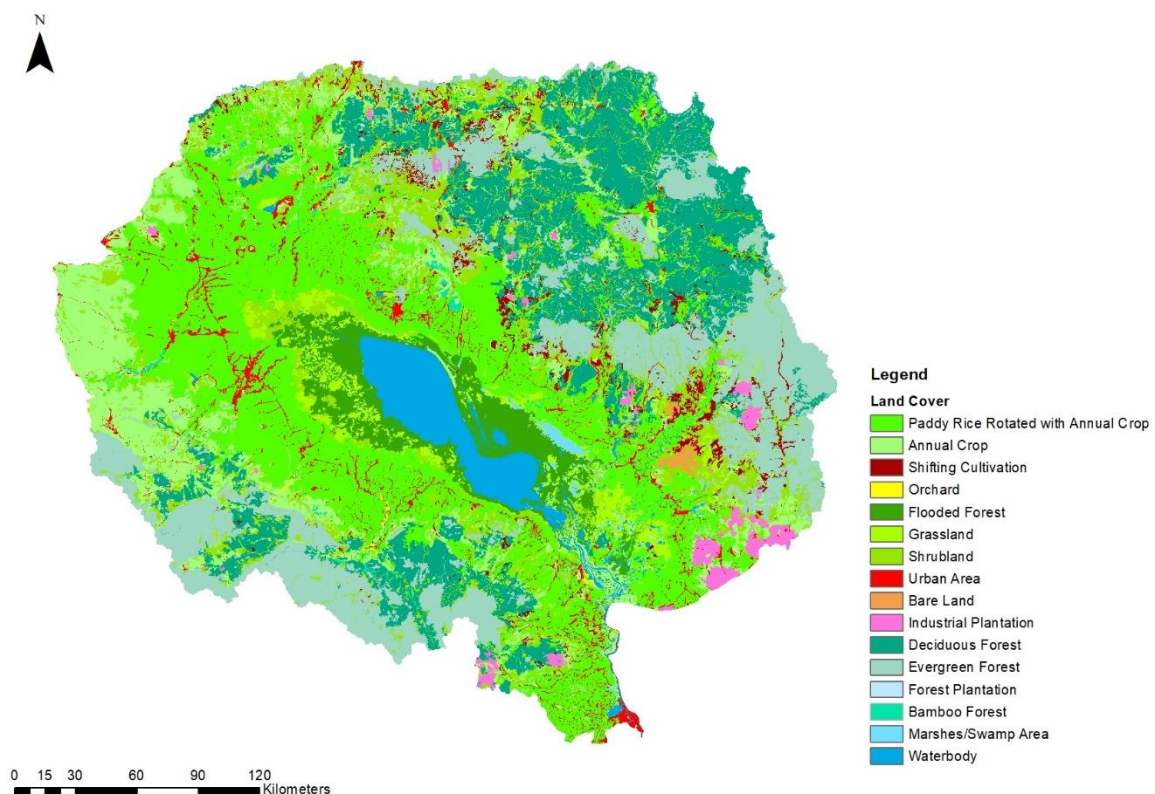 N
Legend
Land Cover
Paddy Rice Rotated with Annual Crop
Annual Crop
Shifting Cultivation
Orchard
Flooded Forest
Grassland
Shrubland
Urban Area
Bare Land
Industrial Plantation
Deciduous Forest
Evergreen Forest
Forest Plantation
Bamboo Forest
Marshes/Swamp Area
Waterbody
0 15 30 60 90 120
Kilometers